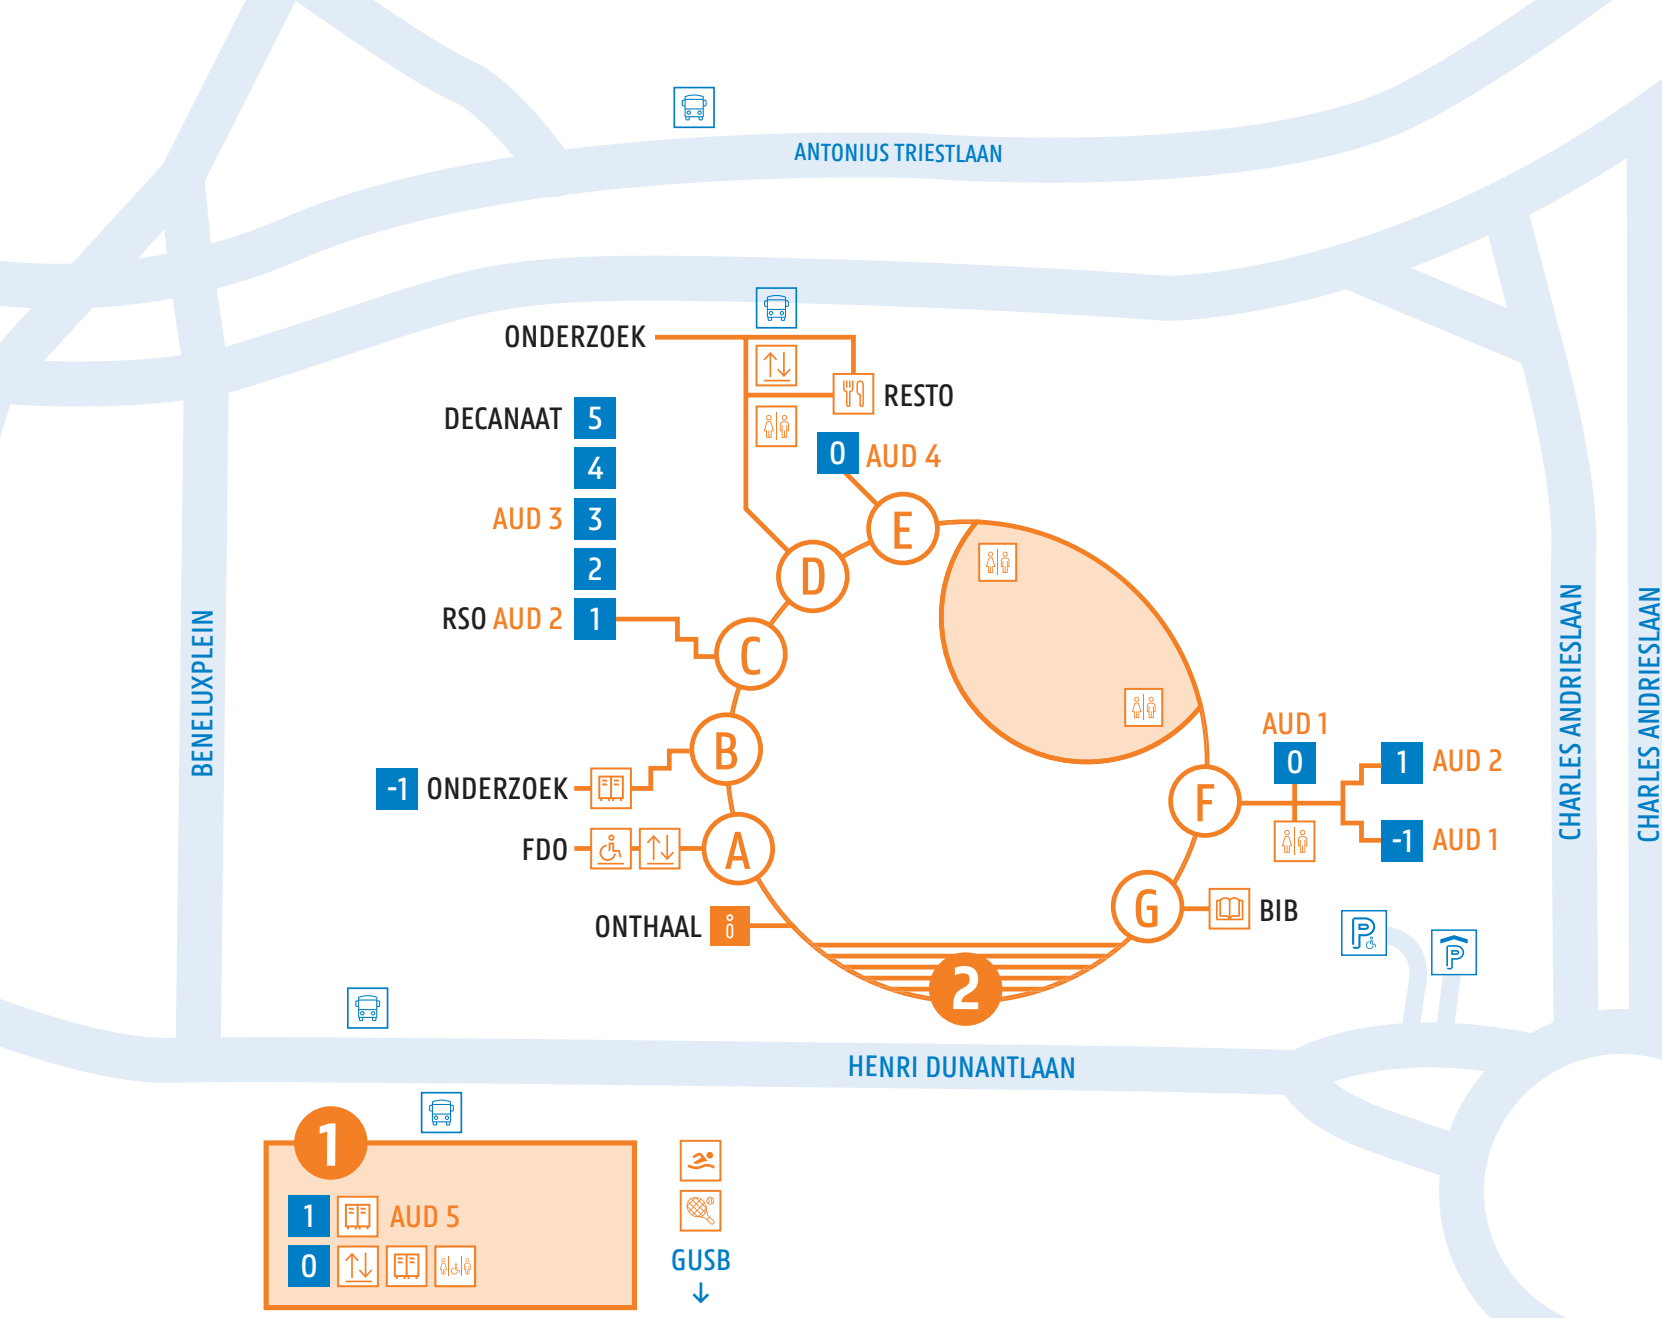 ANTONIUS TRIESTLAAN
ONDERZOEK
RESTO
DECANAAT 5
4
AUD 3 3
2
RSO AUD 2 1
0 AUD 4
E
D
C
B
A
-1 ONDERZOEK
FDO
ONTHAAL
AUD 1
0
1 AUD 2
-1 AUD 1
F
G
BIB
P
P
2
BENELUXPLEIN
CHARLES ANDRIESLAAN
CHARLES ANDRIESLAAN
HENRI DUNANTLAAN
1
1 AUD 5
0
GUSB